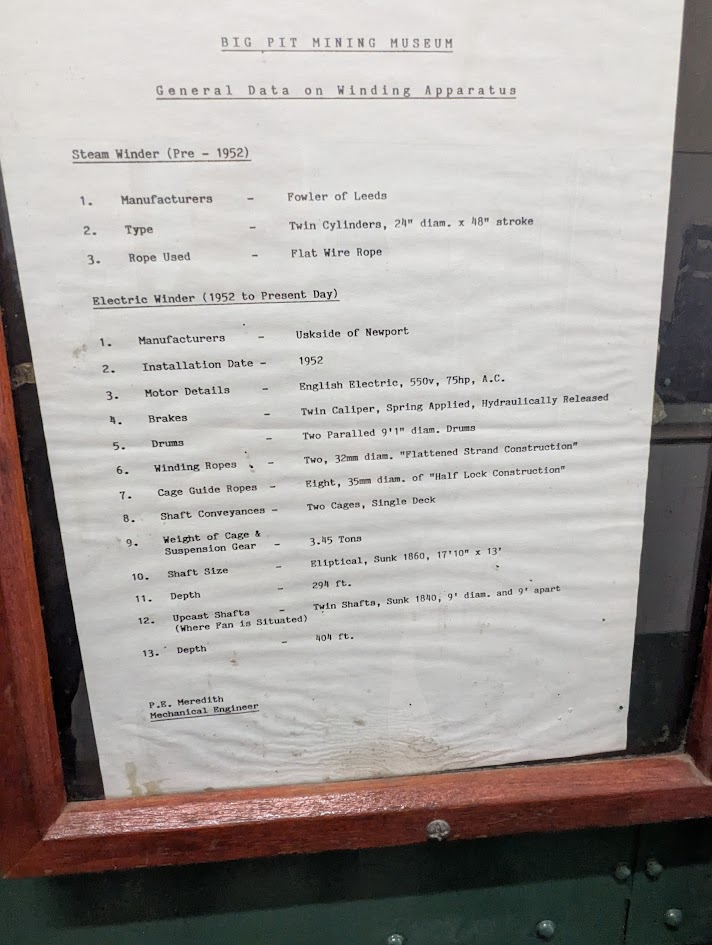 BIG PIT MINING MUSEUM
General Data on Winding Apparatus
Steam Winder (Pre - 1952)
1. Manufacturers - Fowler of Leeds
2. Type - Twin Cylinders, 24" diam. x 48" stroke
3. Rope Used - Flat Wire Rope
Electric Winder (1952 to Present Day)
1. Manufacturers - Uskside of Newport
2. Installation Date - 1952
3. Motor Details - English Electric, 550v, 75hp, A.C.
4. Brakes - Twin Caliper, Spring Applied, Hydraulically Released
5. Drums - Two Paralled 9'1" diam. Drums
6. Winding Ropes - Two, 32mm diam. "Flattened Strand Construction"
7. Cage Guide Ropes - Eight, 35mm diam. of "Half Lock Construction"
8. Shaft Conveyances - Two Cages, Single Deck
9. Weight of Cage &
Suspension Gear - 3.45 Tons
10. Shaft Size - Eliptical, Sunk 1860, 17'10" x 13'
11. Depth - 294 ft.
12. Upcast Shafts - Twin Shafts, Sunk 1840, 9' diam. and 9' apart
(Where Fan is Situated)
13. Depth - 404 ft.
P.E. Meredith
Mechanical Engineer